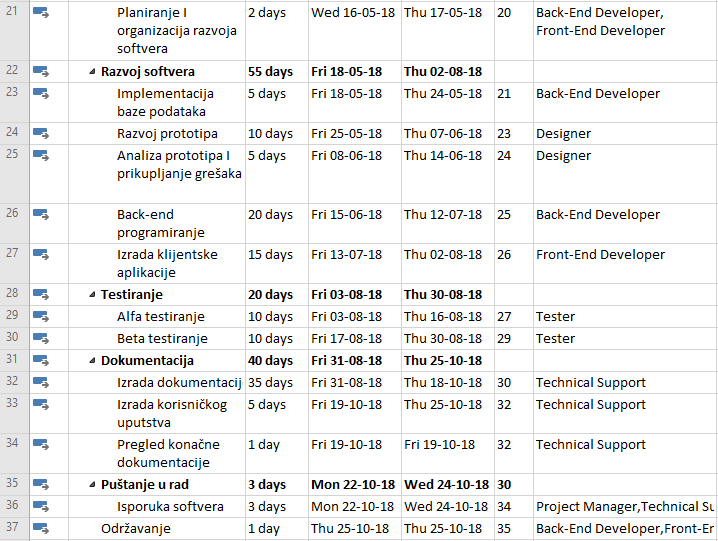 21 Planiranje I organizacija razvoja softvera 2 days Wed 16-05-18 Thu 17-05-18 20 Back-End Developer, Front-End Developer
22 Razvoj softvera 55 days Fri 18-05-18 Thu 02-08-18
23 Implementacija baze podataka 5 days Fri 18-05-18 Thu 24-05-18 21 Back-End Developer
24 Razvoj prototipa 10 days Fri 25-05-18 Thu 07-06-18 23 Designer
25 Analiza prototipa I prikupljanje grešaka 5 days Fri 08-06-18 Thu 14-06-18 24 Designer
26 Back-end programiranje 20 days Fri 15-06-18 Thu 12-07-18 25 Back-End Developer
27 Izrada klijentske aplikacije 15 days Fri 13-07-18 Thu 02-08-18 26 Front-End Developer
28 Testiranje 20 days Fri 03-08-18 Thu 30-08-18
29 Alfa testiranje 10 days Fri 03-08-18 Thu 16-08-18 27 Tester
30 Beta testiranje 10 days Fri 17-08-18 Thu 30-08-18 29 Tester
31 Dokumentacija 40 days Fri 31-08-18 Thu 25-10-18
32 Izrada dokumentacij 35 days Fri 31-08-18 Thu 18-10-18 30 Technical Support
33 Izrada korisničkog uputstva 5 days Fri 19-10-18 Thu 25-10-18 32 Technical Support
34 Pregled konačne dokumentacije 1 day Fri 19-10-18 Fri 19-10-18 32 Technical Support
35 Puštanje u rad 3 days Mon 22-10-18 Wed 24-10-18 30
36 Isporuka softvera 3 days Mon 22-10-18 Wed 24-10-18 34 Project Manager,Technical Su
37 Održavanje 1 day Thu 25-10-18 Thu 25-10-18 35 Back-End Developer,Front-En